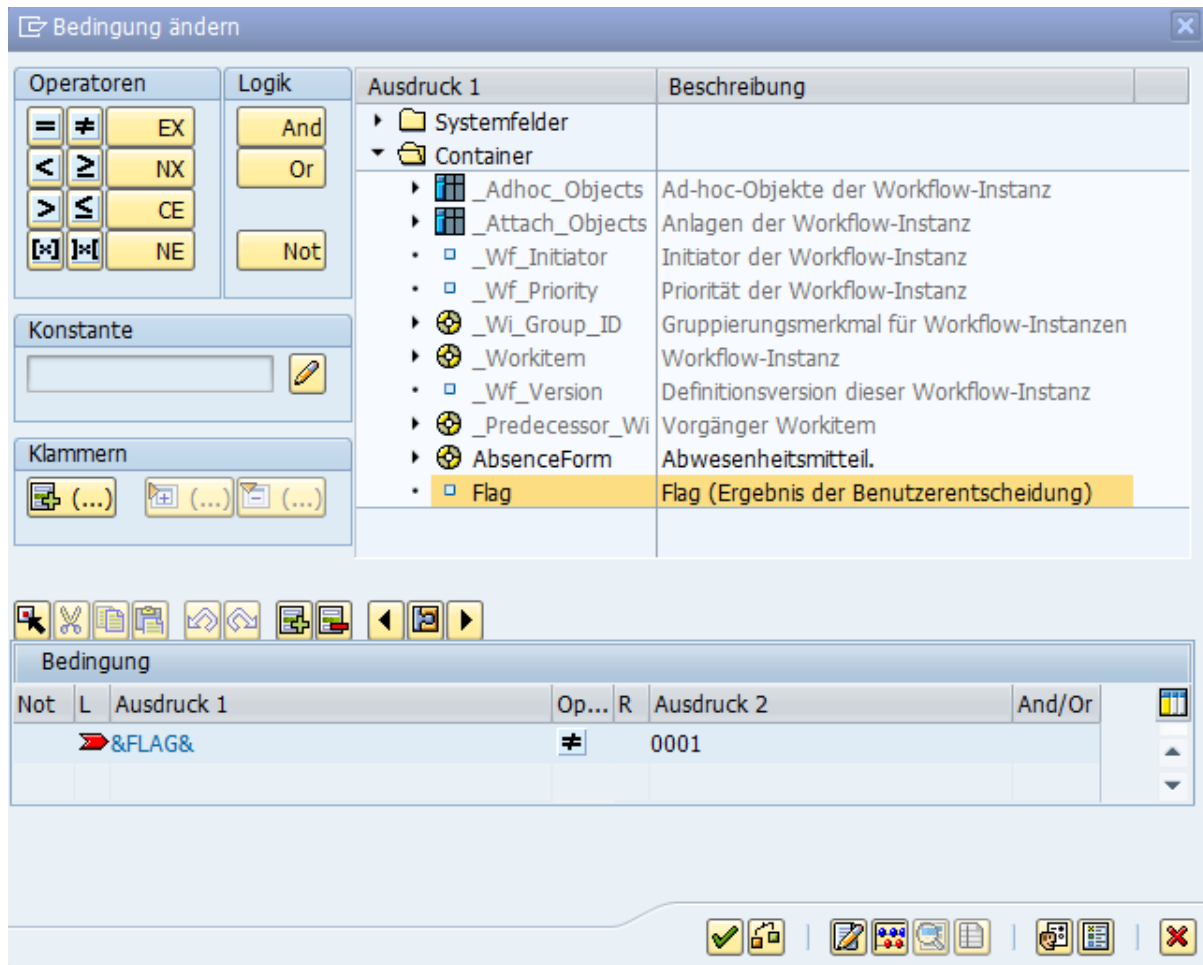 Bedingung ändern
Operatoren
Logik
= ≠ EX And
< ≥ NX Or
> ≤ CE
[×] ]×[ NE Not
Konstante
Klammern
(...) (...) (...)
Ausdruck 1 Beschreibung
Systemfelder
Container
_Adhoc_Objects Ad-hoc-Objekte der Workflow-Instanz
_Attach_Objects Anlagen der Workflow-Instanz
_Wf_Initiator Initiator der Workflow-Instanz
_Wf_Priority Priorität der Workflow-Instanz
_Wi_Group_ID Gruppierungsmerkmal für Workflow-Instanzen
_Workitem Workflow-Instanz
_Wf_Version Definitionsversion dieser Workflow-Instanz
_Predecessor_Wi Vorgänger Workitem
AbsenceForm Abwesenheitsmitteil.
Flag Flag (Ergebnis der Benutzerentscheidung)
Bedingung
Not L Ausdruck 1 Op... R Ausdruck 2 And/Or
&FLAG& ≠ 0001